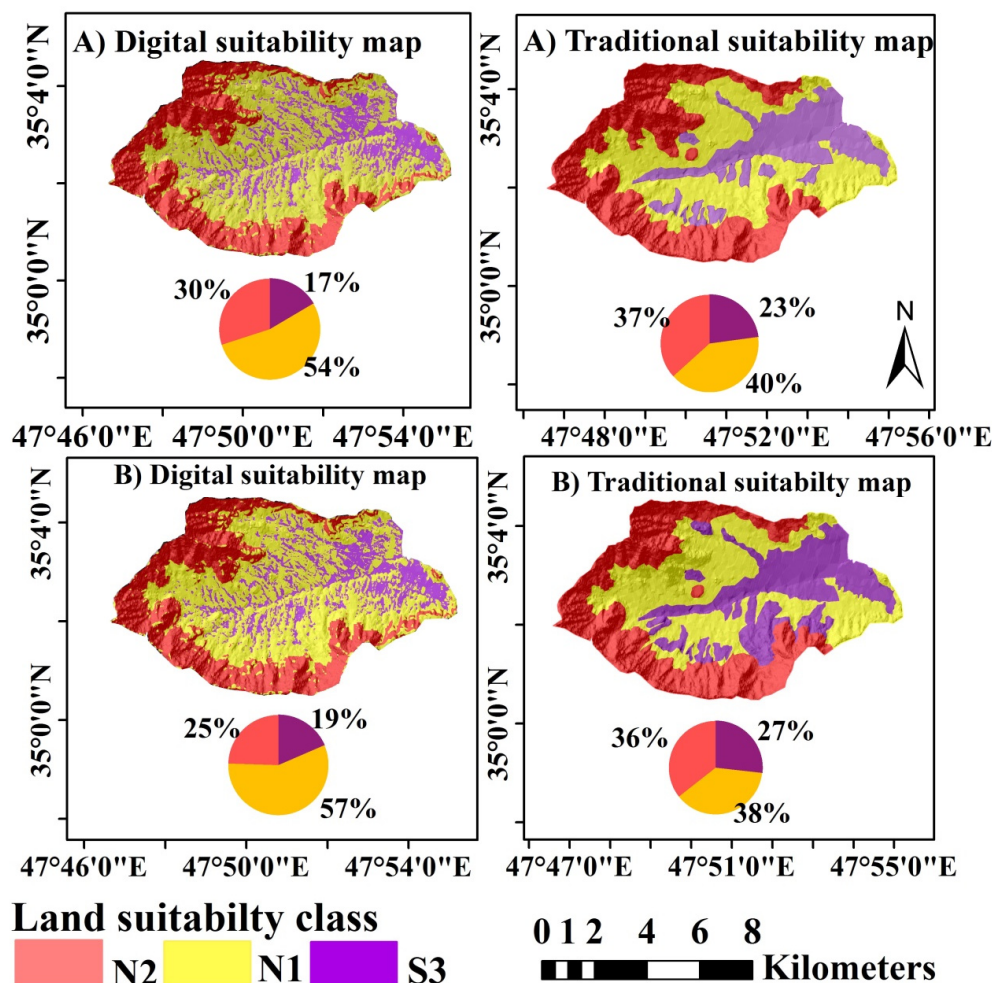 A) Digital suitability map
35°4'0"N
35°0'0"N
30%
17%
54%
47°46'0"E 47°50'0"E 47°54'0"E
A) Traditional suitability map
35°4'0"N
35°0'0"N
37%
23%
40%
N
47°48'0"E 47°52'0"E 47°56'0"E
B) Digital suitability map
35°4'0"N
35°0'0"N
25%
19%
57%
47°46'0"E 47°50'0"E 47°54'0"E
B) Traditional suitabilty map
35°4'0"N
35°0'0"N
36%
27%
38%
47°47'0"E 47°51'0"E 47°55'0"E
Land suitabilty class
N2 N1 S3
0 1 2 4 6 8
Kilometers